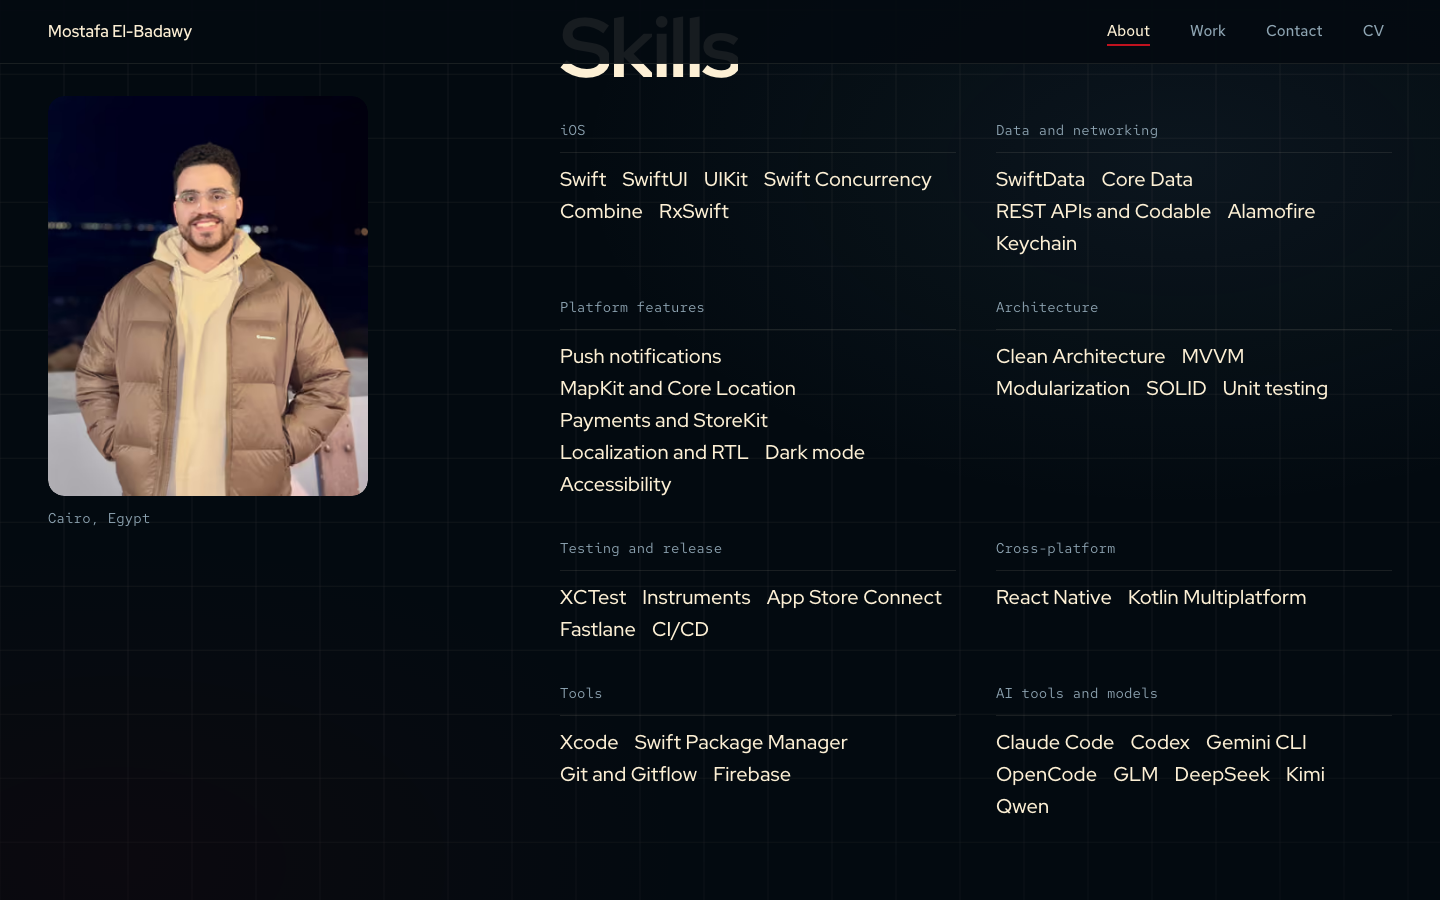 Mostafa El-Badawy
About Work Contact CV
Skills
iOS
Swift SwiftUI UIKit Swift Concurrency
Combine RxSwift
Data and networking
SwiftData Core Data
REST APIs and Codable Alamofire
Keychain
Platform features
Push notifications
MapKit and Core Location
Payments and StoreKit
Localization and RTL Dark mode
Accessibility
Architecture
Clean Architecture MVVM
Modularization SOLID Unit testing
Cairo, Egypt
Testing and release
XCTest Instruments App Store Connect
Fastlane CI/CD
Cross-platform
React Native Kotlin Multiplatform
Tools
Xcode Swift Package Manager
Git and Gitflow Firebase
AI tools and models
Claude Code Codex Gemini CLI
OpenCode GLM DeepSeek Kimi
Qwen